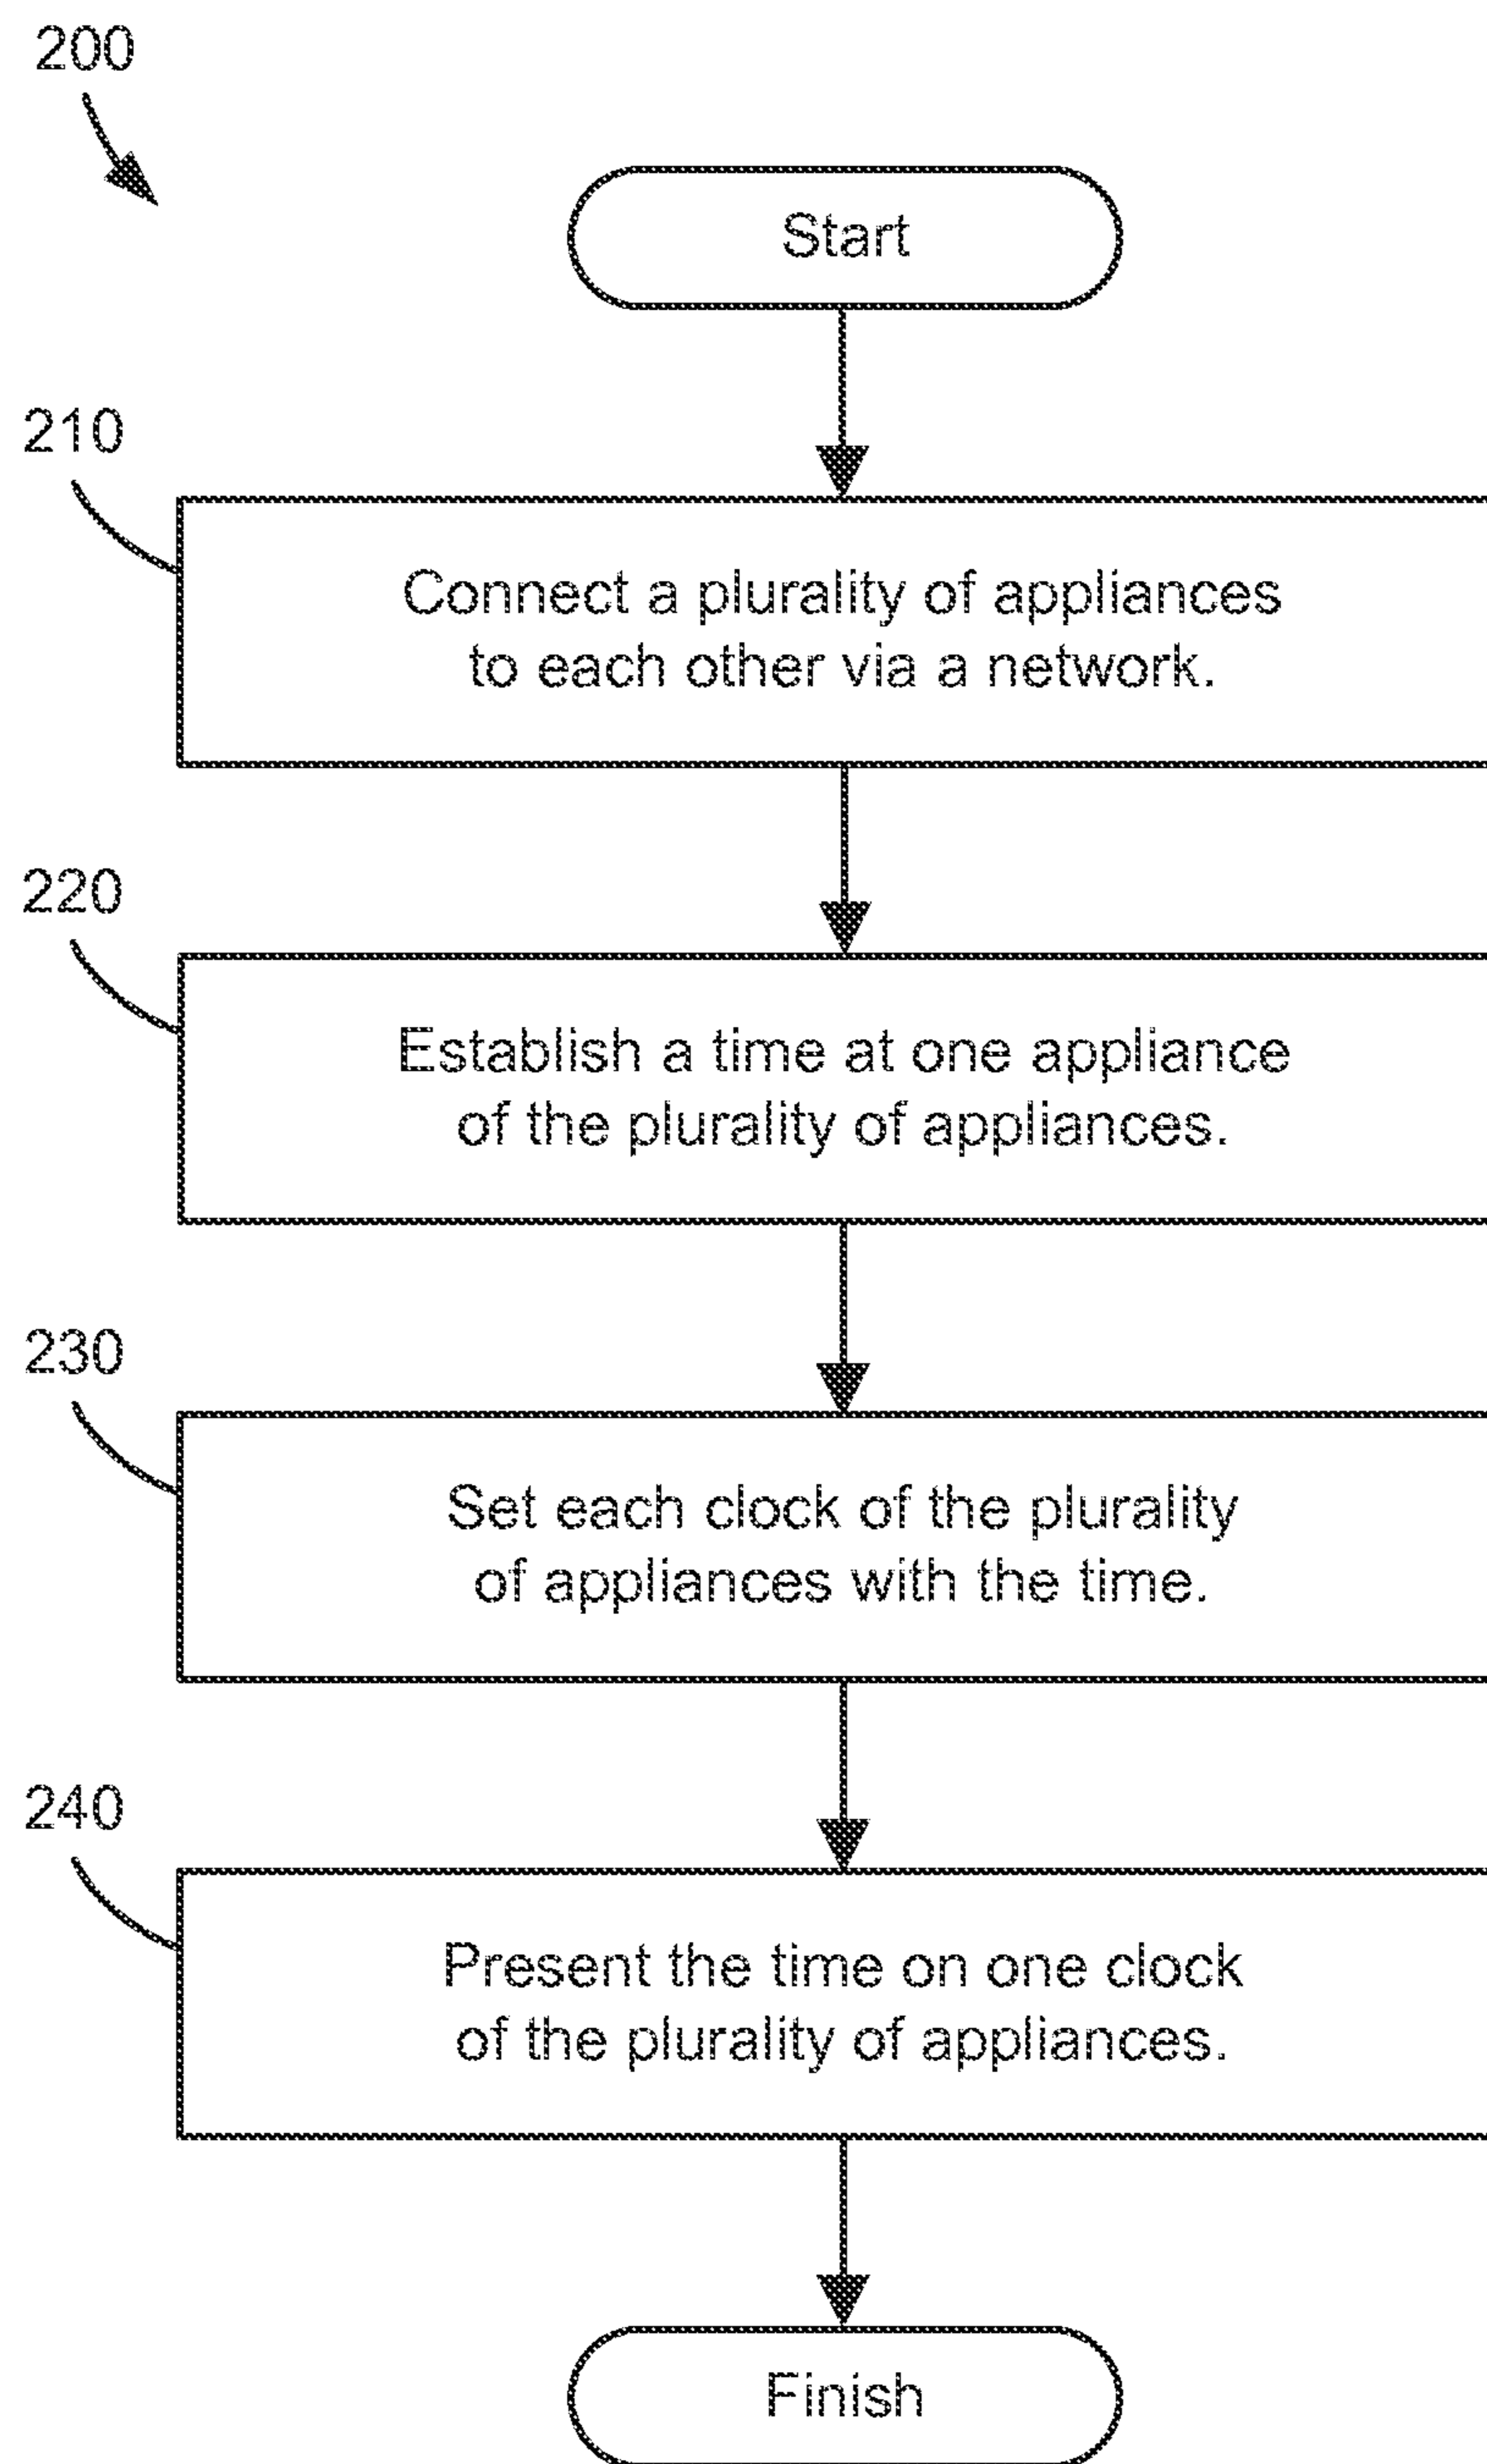 200
Start
210
Connect a plurality of appliances
to each other via a network.
220
Establish a time at one appliance
of the plurality of appliances.
230
Set each clock of the plurality
of appliances with the time.
240
Present the time on one clock
of the plurality of appliances.
Finish